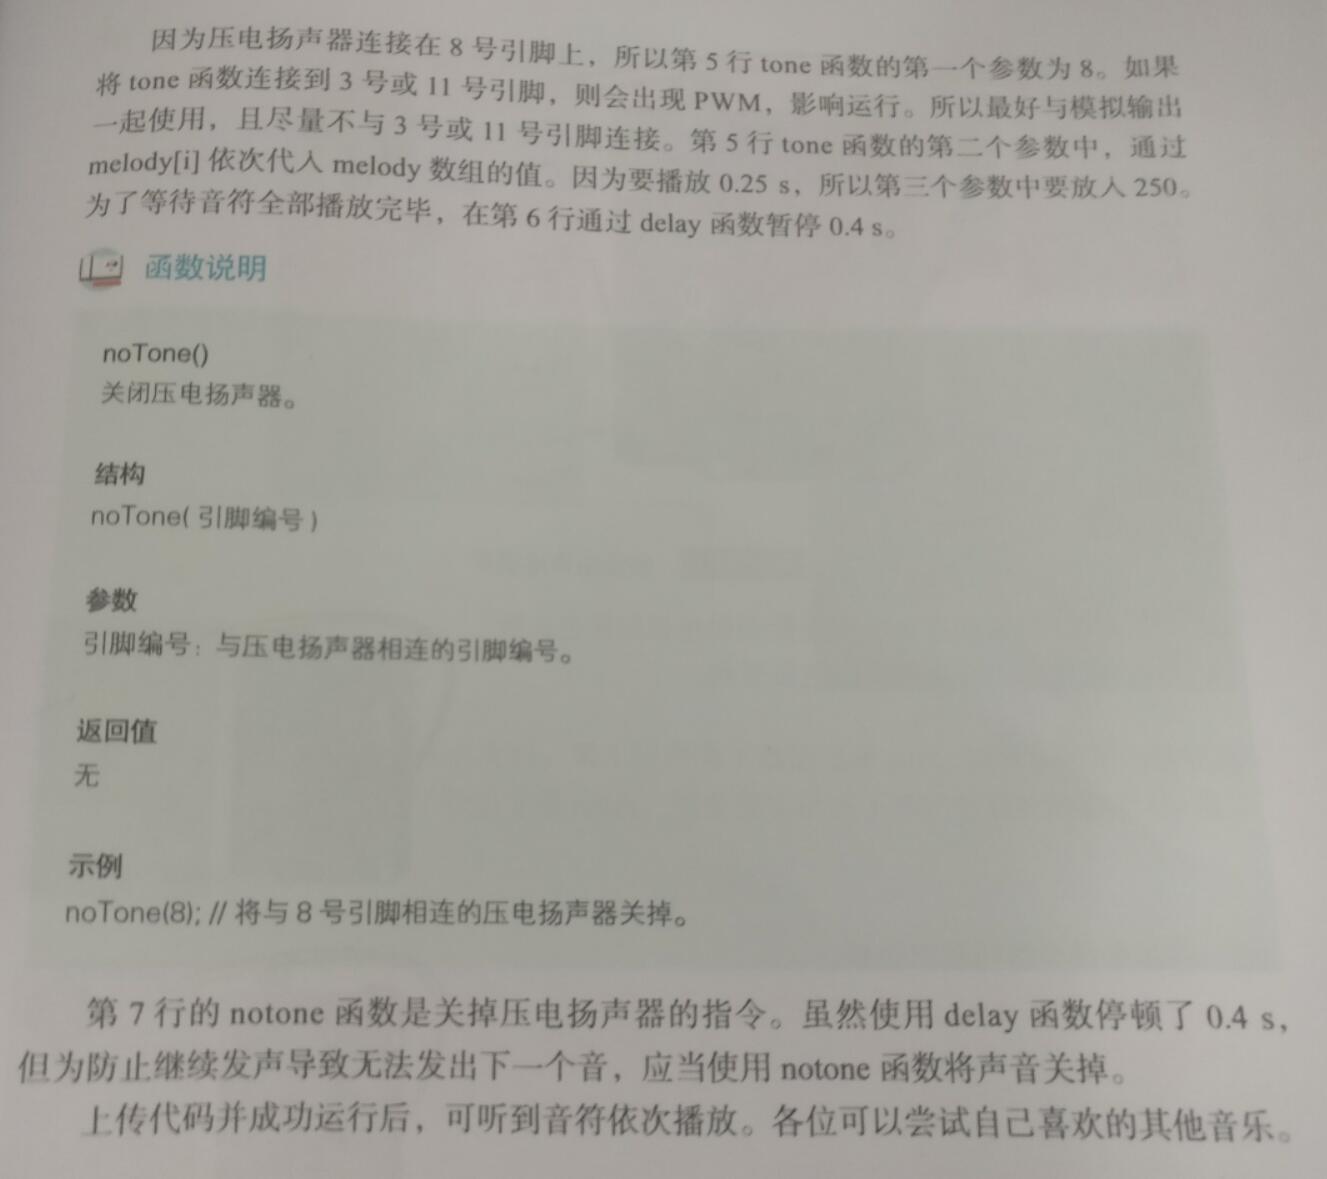 因为压电扬声器连接在 8 号引脚上，所以第 5 行 tone 函数的第一个参数为 8。如果
将 tone 函数连接到 3 号或 11 号引脚，则会出现 PWM，影响运行。所以最好与模拟输出
一起使用，且尽量不与 3 号或 11 号引脚连接。第 5 行 tone 函数的第二个参数中，通过
melody[i] 依次代入 melody 数组的值。因为要播放 0.25 s，所以第三个参数中要放入 250。
为了等待音符全部播放完毕，在第 6 行通过 delay 函数暂停 0.4 s。
函数说明
noTone()
关闭压电扬声器。
结构
noTone( 引脚编号 )
参数
引脚编号：与压电扬声器相连的引脚编号。
返回值
无
示例
noTone(8); // 将与 8 号引脚相连的压电扬声器关掉。
第 7 行的 notone 函数是关掉压电扬声器的指令。虽然使用 delay 函数停顿了 0.4 s，
但为防止继续发声导致无法发出下一个音，应当使用 notone 函数将声音关掉。
上传代码并成功运行后，可听到音符依次播放。各位可以尝试自己喜欢的其他音乐。